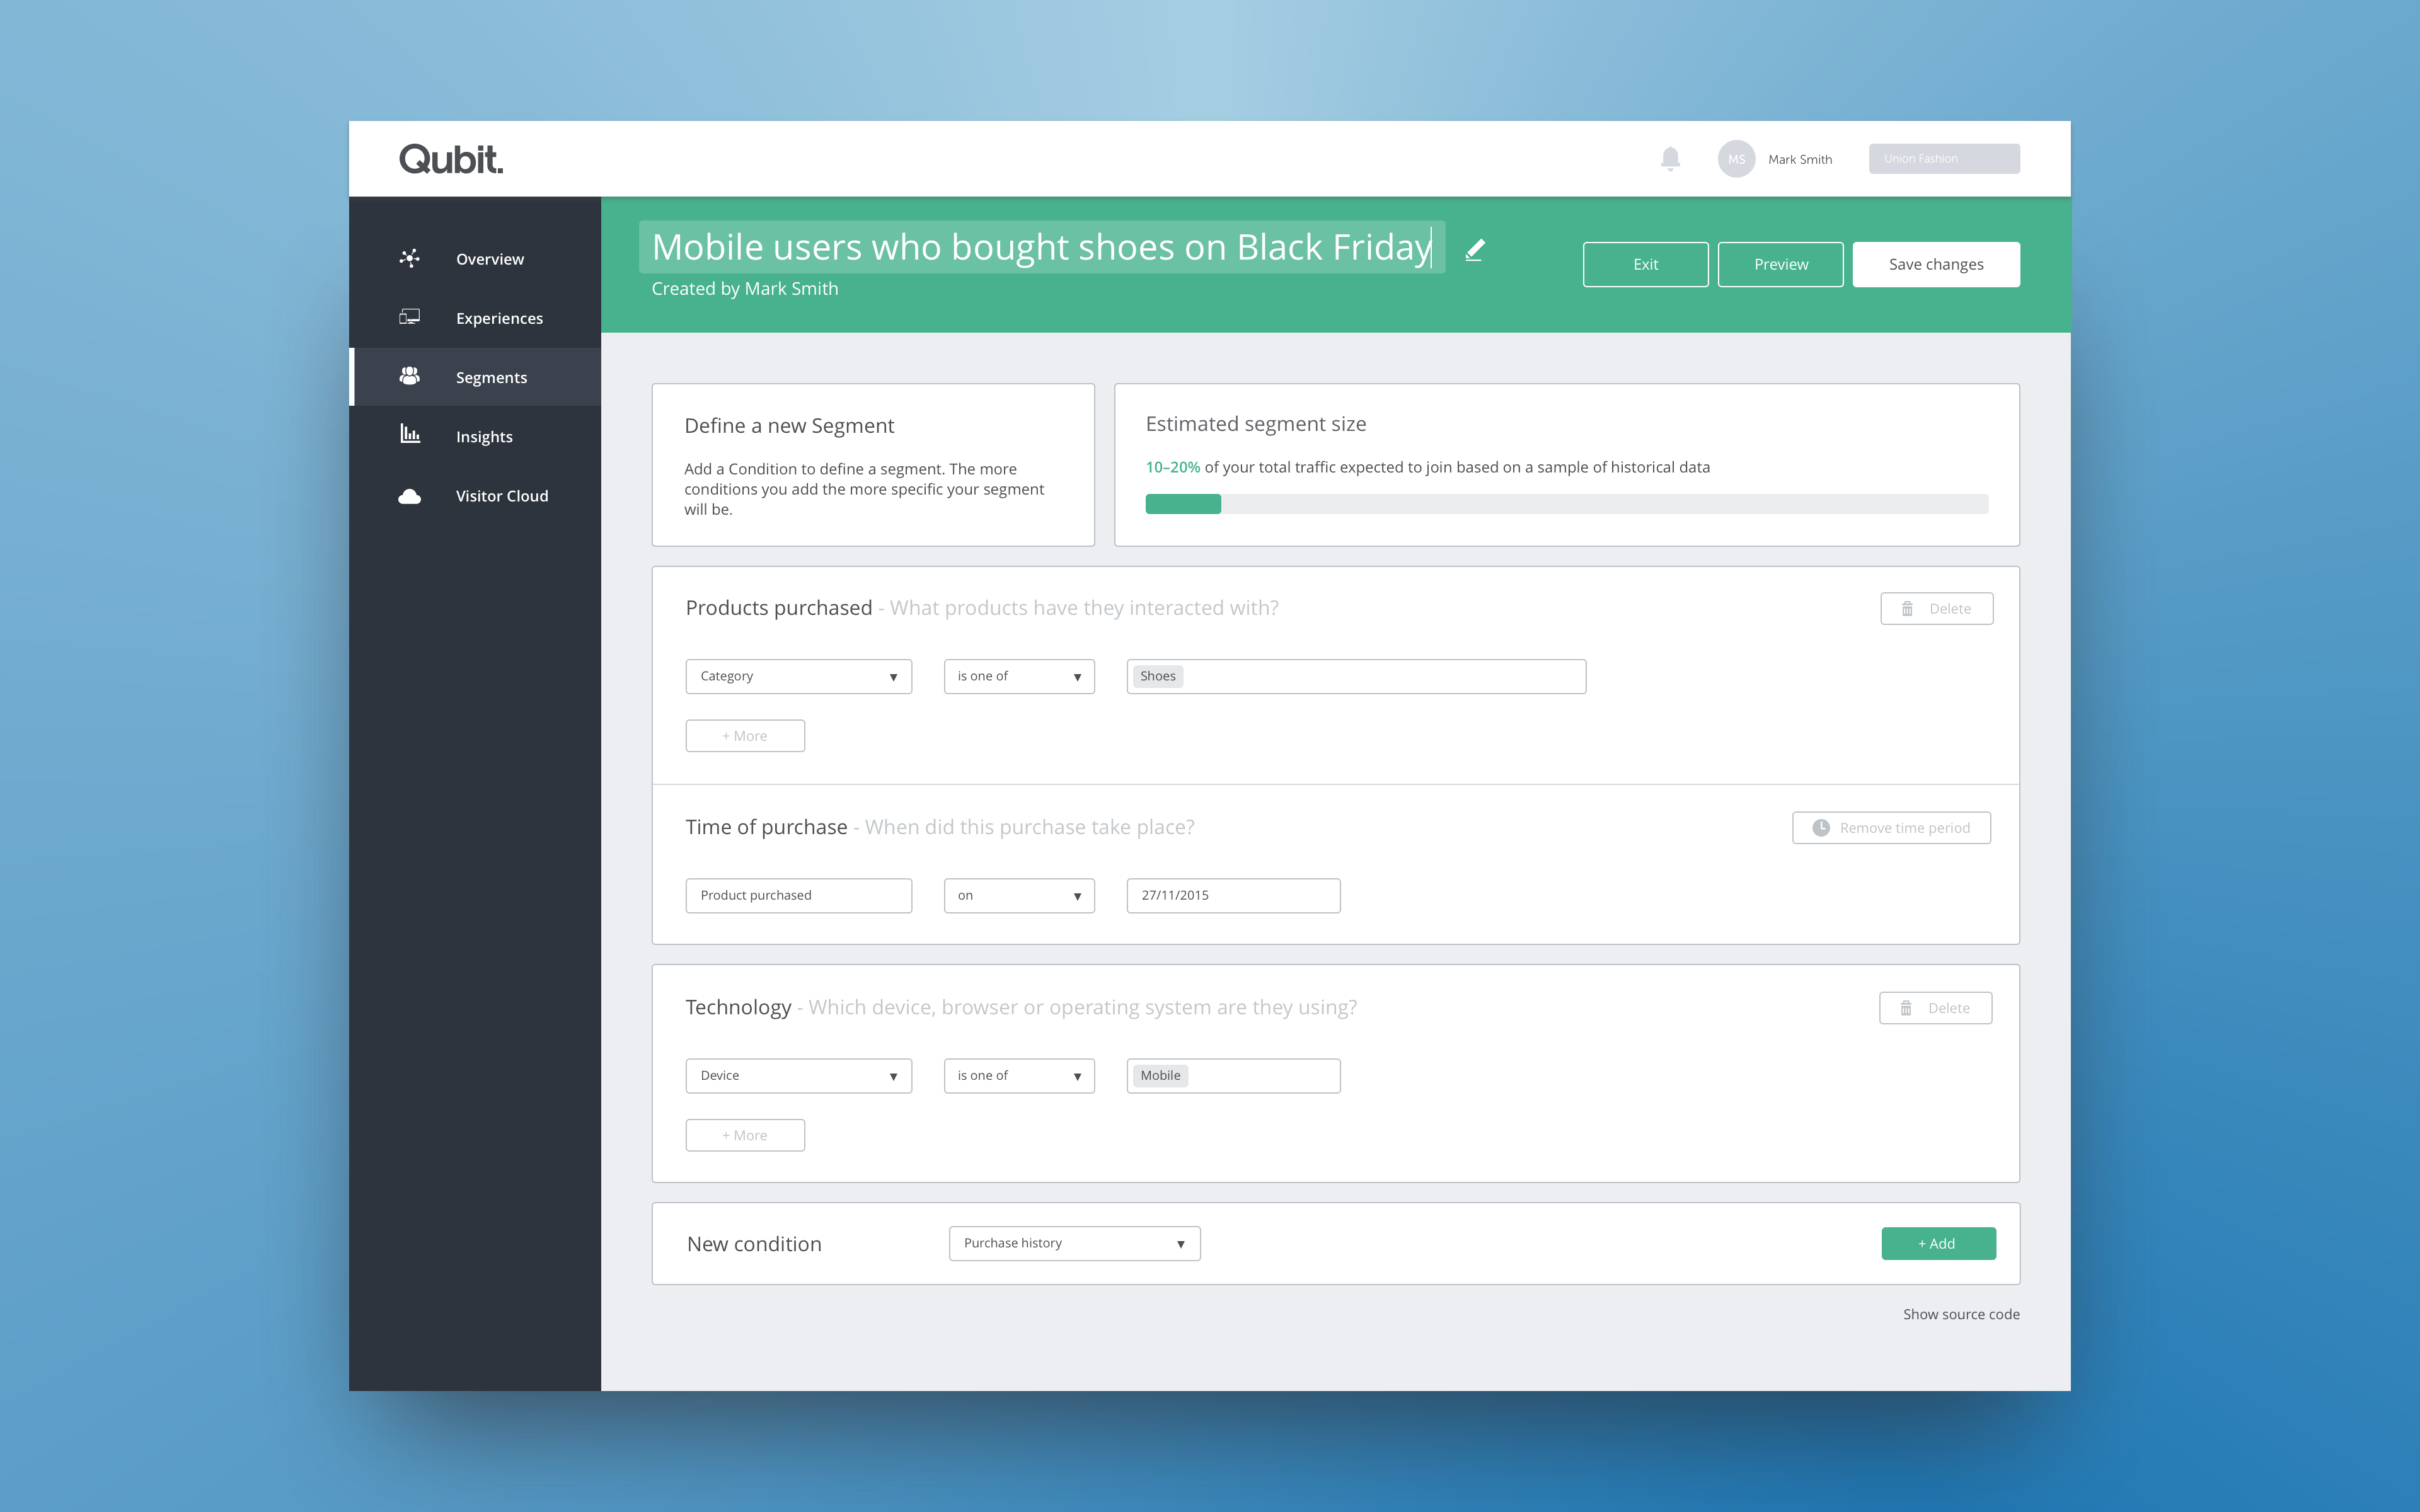 Qubit.
MS
Mark Smith
Union Fashion
Overview
Experiences
Segments
Insights
Visitor Cloud
Mobile users who bought shoes on Black Friday
Created by Mark Smith
Exit
Preview
Save changes
Define a new Segment
Add a Condition to define a segment. The more
conditions you add the more specific your segment
will be.
Estimated segment size
10–20% of your total traffic expected to join based on a sample of historical data
Products purchased - What products have they interacted with?
Delete
Category
is one of
Shoes
+ More
Time of purchase - When did this purchase take place?
Remove time period
Product purchased
on
27/11/2015
Technology - Which device, browser or operating system are they using?
Delete
Device
is one of
Mobile
+ More
New condition
Purchase history
+ Add
Show source code